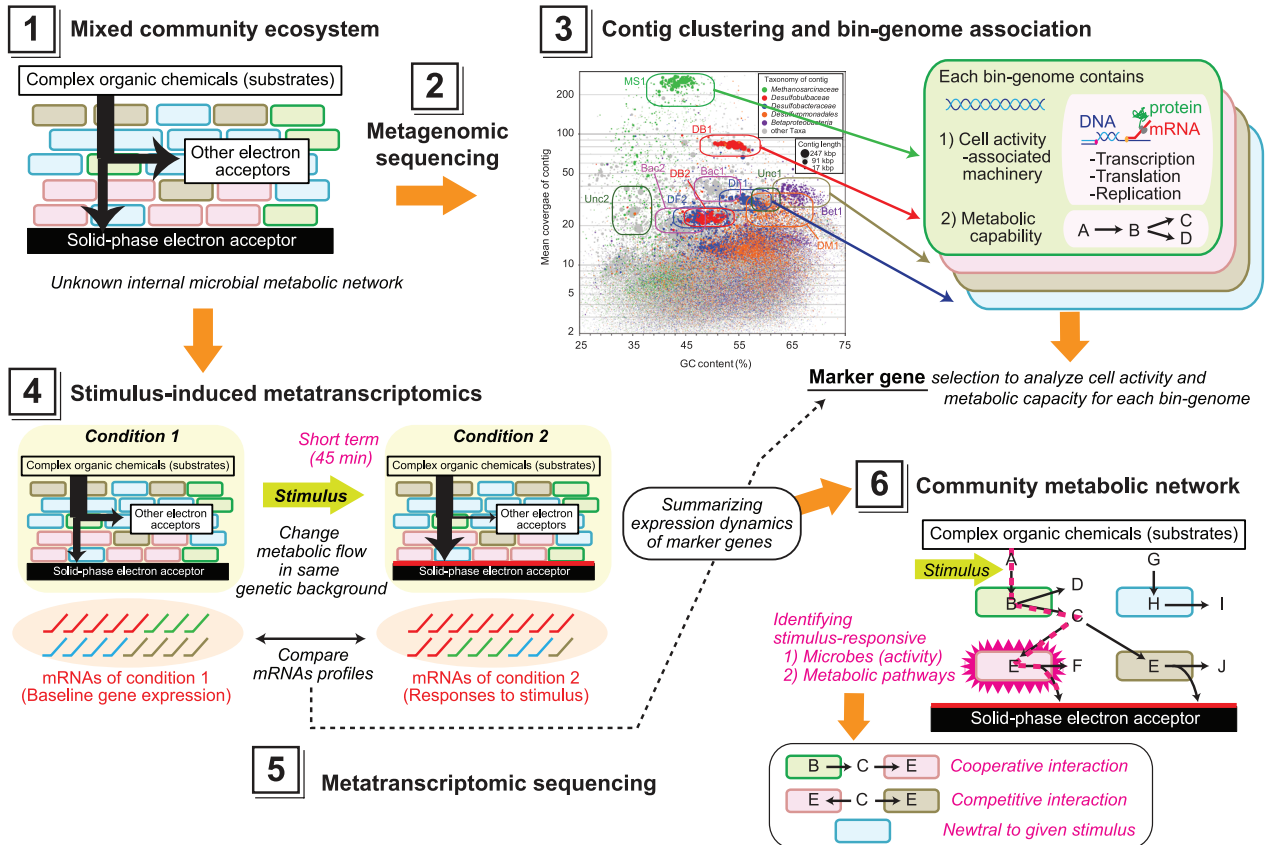 1 Mixed community ecosystem
Complex organic chemicals (substrates)
Other electron
acceptors
Solid-phase electron acceptor
Unknown internal microbial metabolic network
2
Metagenomic
sequencing
3 Contig clustering and bin-genome association
Mean covergae of contig
200
100
50
20
10
5
2
25 35 45 55 65 75
GC content (%)
MS1
DB1
Bac2
DB2
Bac1
DF1
Unc1
Unc2
DF2
Bet1
DM1
Taxonomy of contig
Methanosarcinaceae
Desulfobulbaceae
Desulfobacteraceae
Desulfuromonadales
Betaproteobacteria
other Taxa
Contig length
247 kbp
91 kbp
17 kbp
Each bin-genome contains
1) Cell activity
-associated
machinery
DNA
protein
mRNA
-Transcription
-Translation
-Replication
2) Metabolic
capability
A B C
D
Marker gene selection to analyze cell activity and
metabolic capacity for each bin-genome
4 Stimulus-induced metatranscriptomics
Condition 1
Complex organic chemicals (substrates)
Other electron
acceptors
Solid-phase electron acceptor
Short term
(45 min)
Stimulus
Change
metabolic flow
in same
genetic background
Condition 2
Complex organic chemicals (substrates)
Other electron
acceptors
Solid-phase electron acceptor
mRNAs of condition 1
(Baseline gene expression)
Compare
mRNAs profiles
mRNAs of condition 2
(Responses to stimulus)
5 Metatranscriptomic sequencing
Summarizing
expression dynamics
of marker genes
6 Community metabolic network
Complex organic chemicals (substrates)
Stimulus
A
G
D
B
C
H
I
E
F
E
J
Solid-phase electron acceptor
Identifying
stimulus-responsive
1) Microbes (activity)
2) Metabolic pathways
B C E Cooperative interaction
E C E Competitive interaction
Newtral to given stimulus